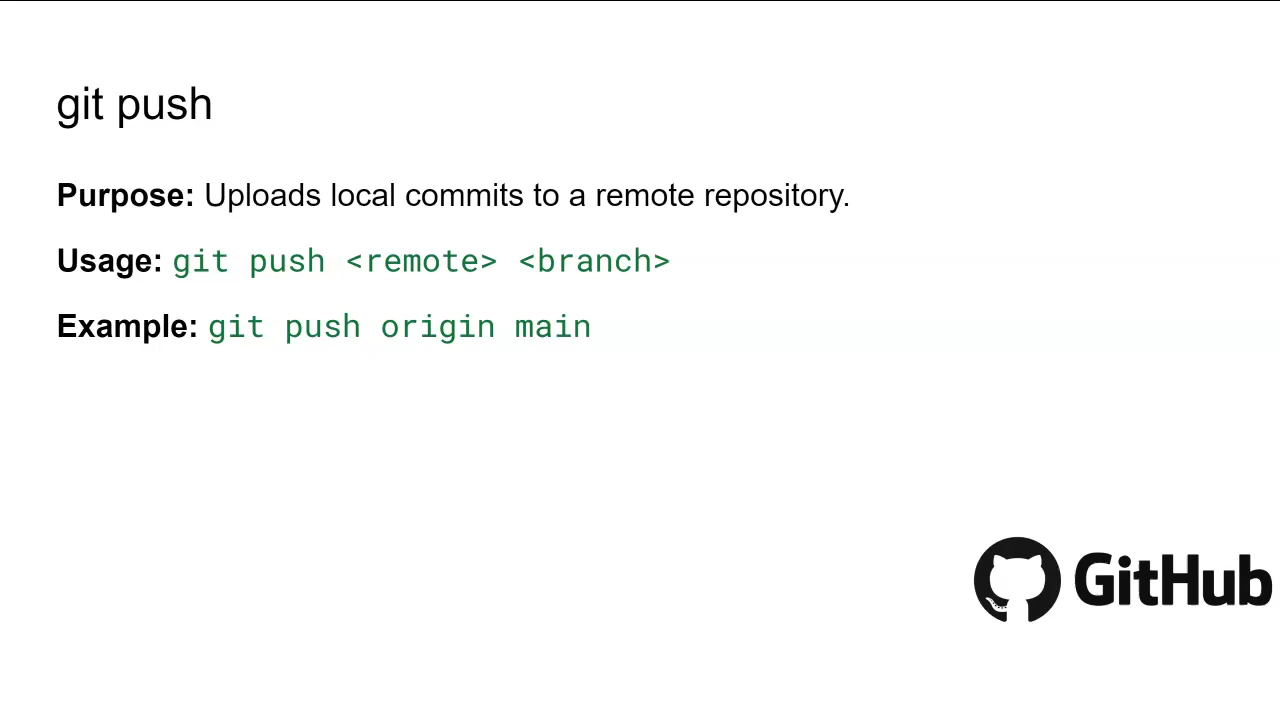 git push
Purpose: Uploads local commits to a remote repository.
Usage: git push <remote> <branch>
Example: git push origin main
GitHub